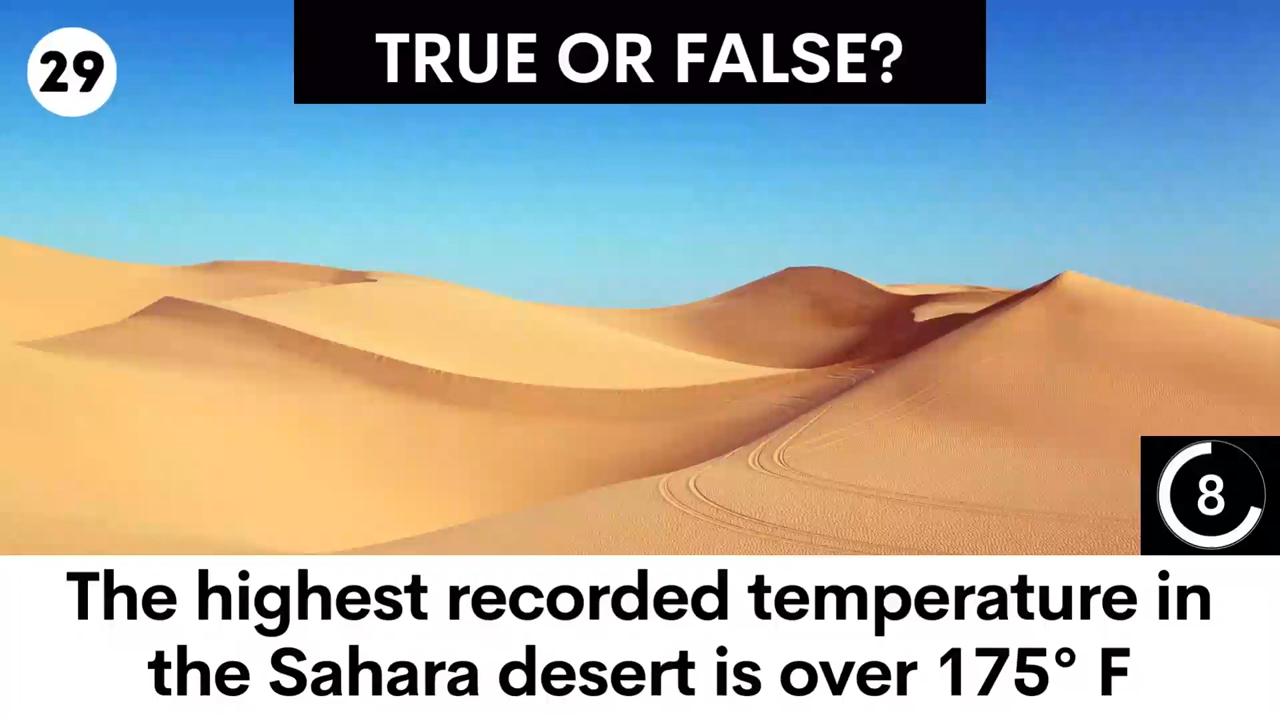 29
TRUE OR FALSE?
8
The highest recorded temperature in
the Sahara desert is over 175° F